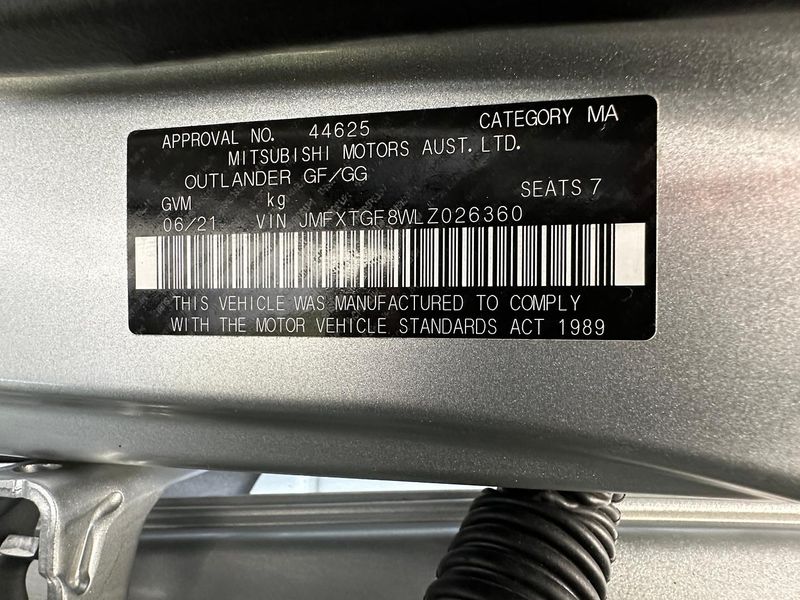 APPROVAL NO. 44625 CATEGORY MA
MITSUBISHI MOTORS AUST.LTD.
OUTLANDER GF/GG
GVM kg SEATS 7
06/21 VIN JMFXTGF8WLZ026360
THIS VEHICLE WAS MANUFACTURED TO COMPLY
WITH THE MOTOR VEHICLE STANDARDS ACT 1989